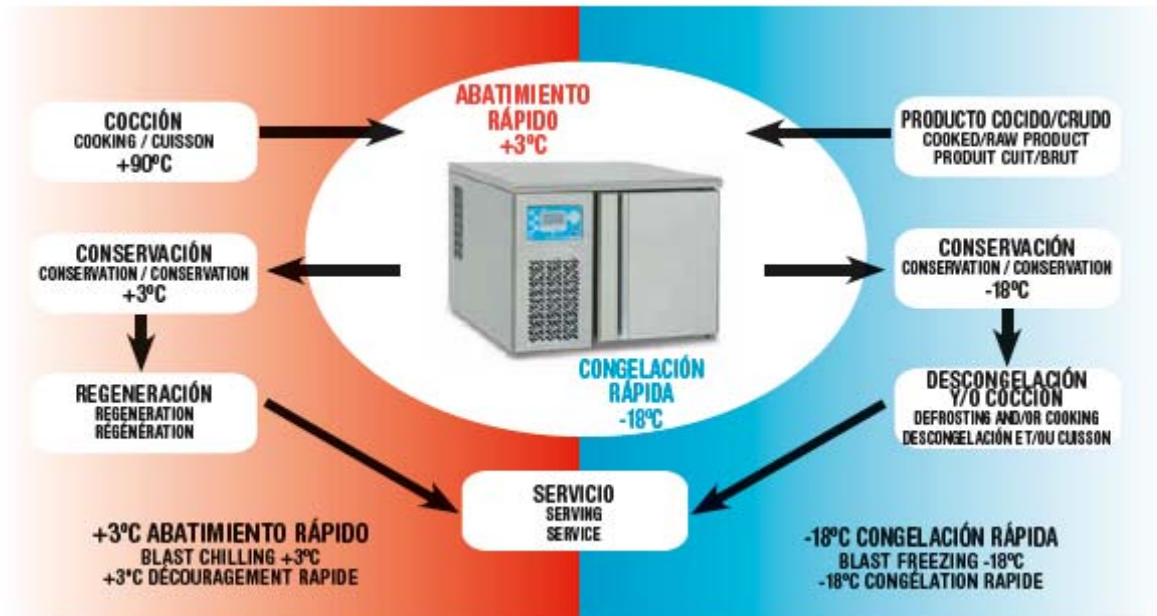 COCCIÓN
COOKING / CUISSON
+90ºC
ABATIMIENTO
RÁPIDO
+3ºC
PRODUCTO COCIDO/CRUDO
COOKED/RAW PRODUCT
PRODUIT CUIT/BRUT
CONSERVACIÓN
CONSERVATION / CONSERVATION
+3ºC
CONSERVACIÓN
CONSERVATION / CONSERVATION
-18ºC
REGENERACIÓN
REGENERATION
RÉGÉNÉRATION
CONGELACIÓN
RÁPIDA
-18ºC
DESCONGELACIÓN
Y/O COCCIÓN
DEFROSTING AND/OR COOKING
DESCONGELACIÓN ET/OU CUISSON
SERVICIO
SERVING
SERVICE
+3ºC ABATIMIENTO RÁPIDO
BLAST CHILLING +3ºC
+3ºC DÉCOURAGEMENT RAPIDE
-18ºC CONGELACIÓN RÁPIDA
BLAST FREEZING -18ºC
-18ºC CONGÉLATION RAPIDE